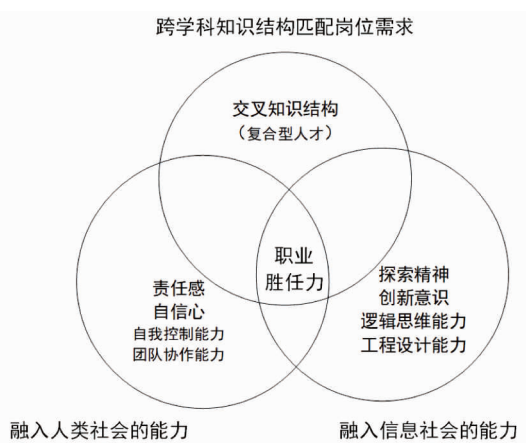 跨学科知识结构匹配岗位需求
交叉知识结构
（复合型人才）
职业
胜任力
责任感
自信心
自我控制能力
团队协作能力
探索精神
创新意识
逻辑思维能力
工程设计能力
融入人类社会的能力
融入信息社会的能力